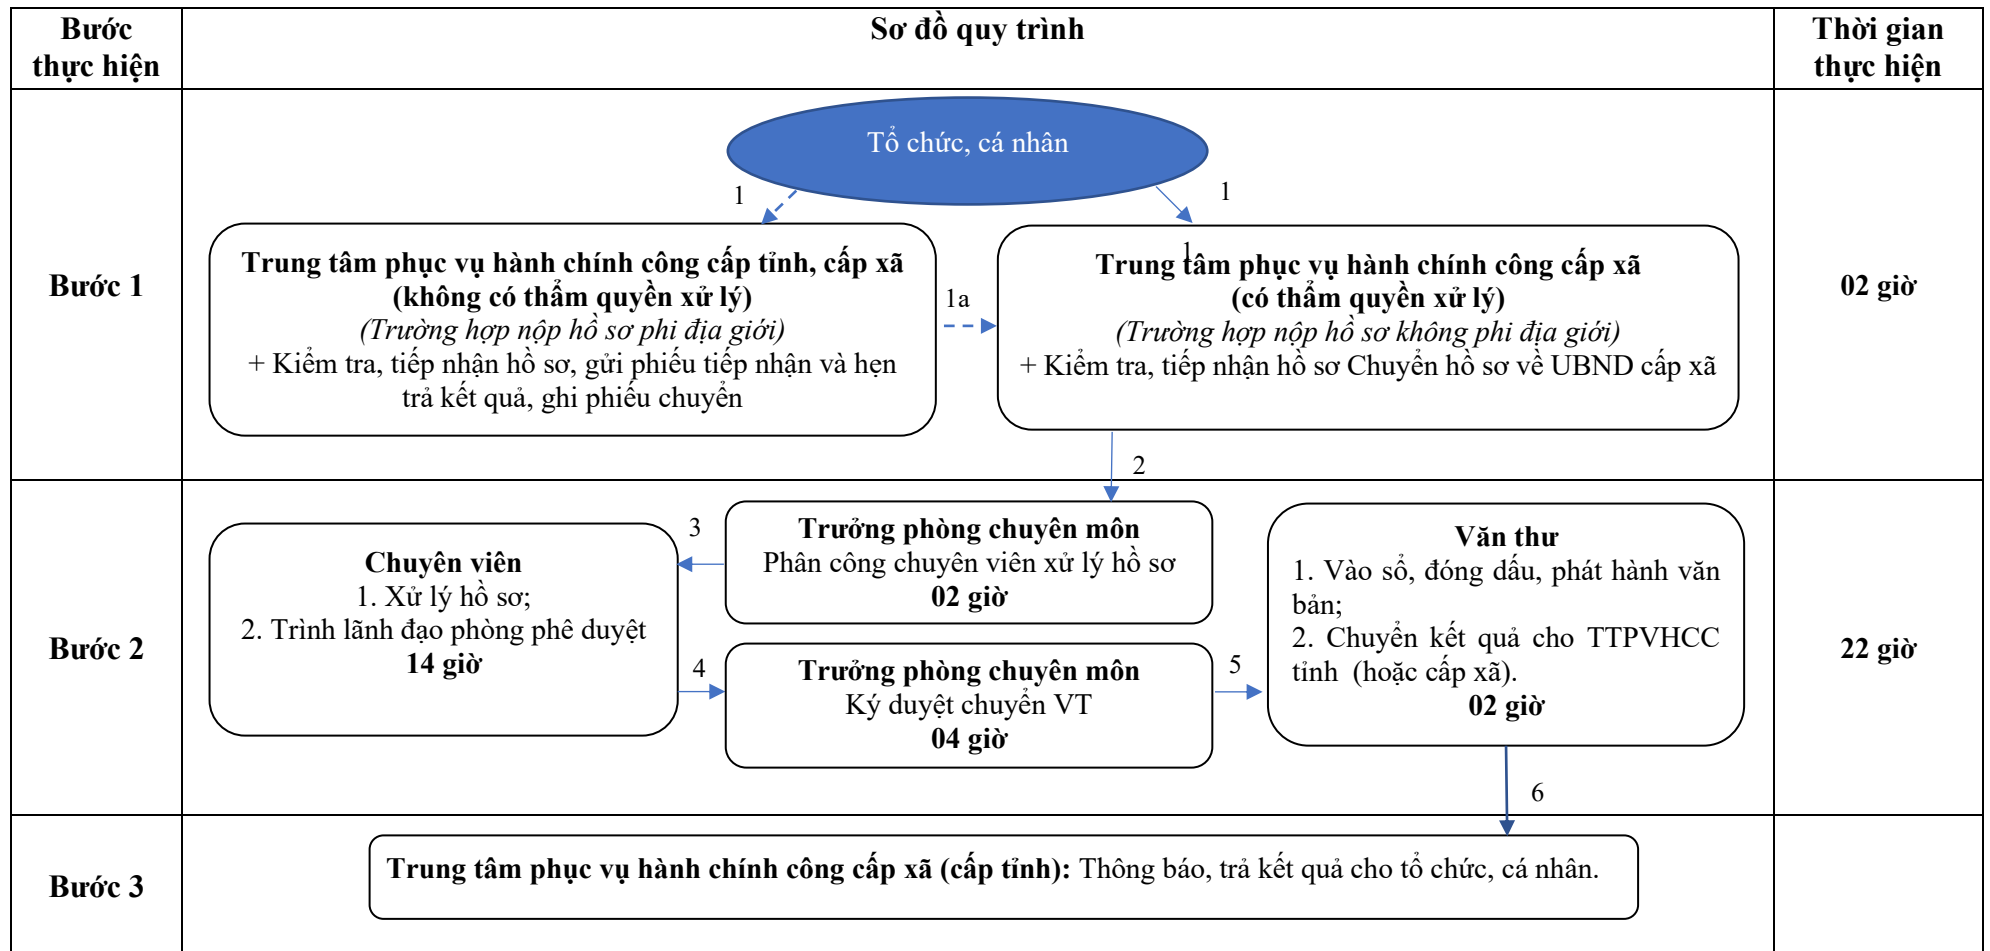 Bước
thực hiện
Sơ đồ quy trình
Thời gian
thực hiện
Bước 1
Tổ chức, cá nhân
1
1
Trung tâm phục vụ hành chính công cấp tỉnh, cấp xã
(không có thẩm quyền xử lý)
(Trường hợp nộp hồ sơ phi địa giới)
+ Kiểm tra, tiếp nhận hồ sơ, gửi phiếu tiếp nhận và hẹn
trả kết quả, ghi phiếu chuyển
1a
1
Trung tâm phục vụ hành chính công cấp xã
(có thẩm quyền xử lý)
(Trường hợp nộp hồ sơ không phi địa giới)
+ Kiểm tra, tiếp nhận hồ sơ Chuyển hồ sơ về UBND cấp xã
02 giờ
2
Bước 2
Chuyên viên
1. Xử lý hồ sơ;
2. Trình lãnh đạo phòng phê duyệt
14 giờ
3
Trưởng phòng chuyên môn
Phân công chuyên viên xử lý hồ sơ
02 giờ
4
Trưởng phòng chuyên môn
Ký duyệt chuyển VT
04 giờ
5
Văn thư
1. Vào sổ, đóng dấu, phát hành văn
bản;
2. Chuyển kết quả cho TTPVHCC
tỉnh (hoặc cấp xã).
02 giờ
22 giờ
6
Bước 3
Trung tâm phục vụ hành chính công cấp xã (cấp tỉnh): Thông báo, trả kết quả cho tổ chức, cá nhân.